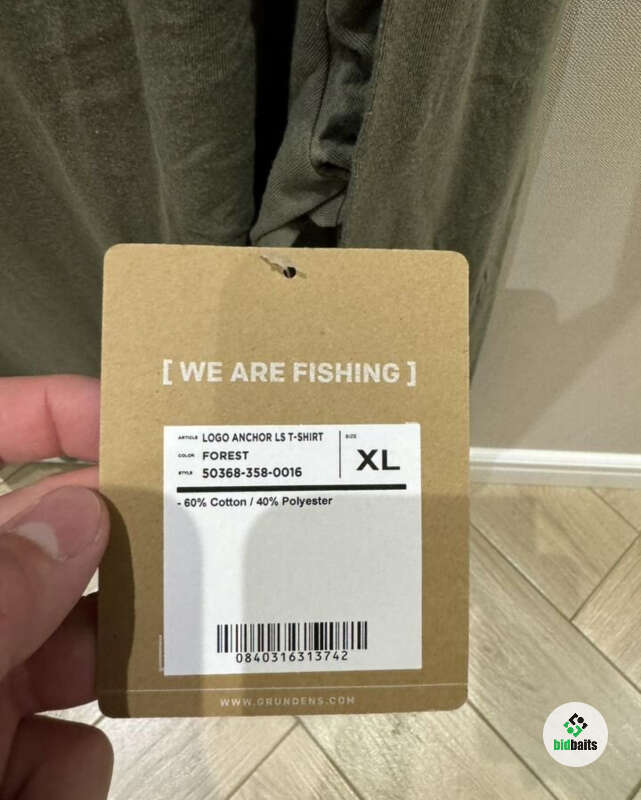 [ WE ARE FISHING ]
ARTICLE LOGO ANCHOR LS T-SHIRT
COLOR FOREST
STYLE 50368-358-0016
SIZE
XL
- 60% Cotton / 40% Polyester
0840316313742
WWW.GRUNDENS.COM
bidbaits